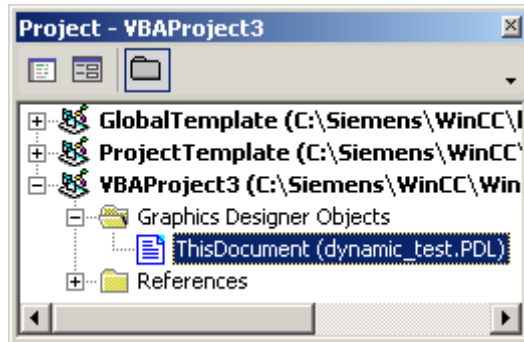 Project - VBAProject3
GlobalTemplate (C:\Siemens\WinCC\
ProjectTemplate (C:\Siemens\WinCC
VBAProject3 (C:\Siemens\WinCC\Win
Graphics Designer Objects
ThisDocument (dynamic_test.PDL)
References